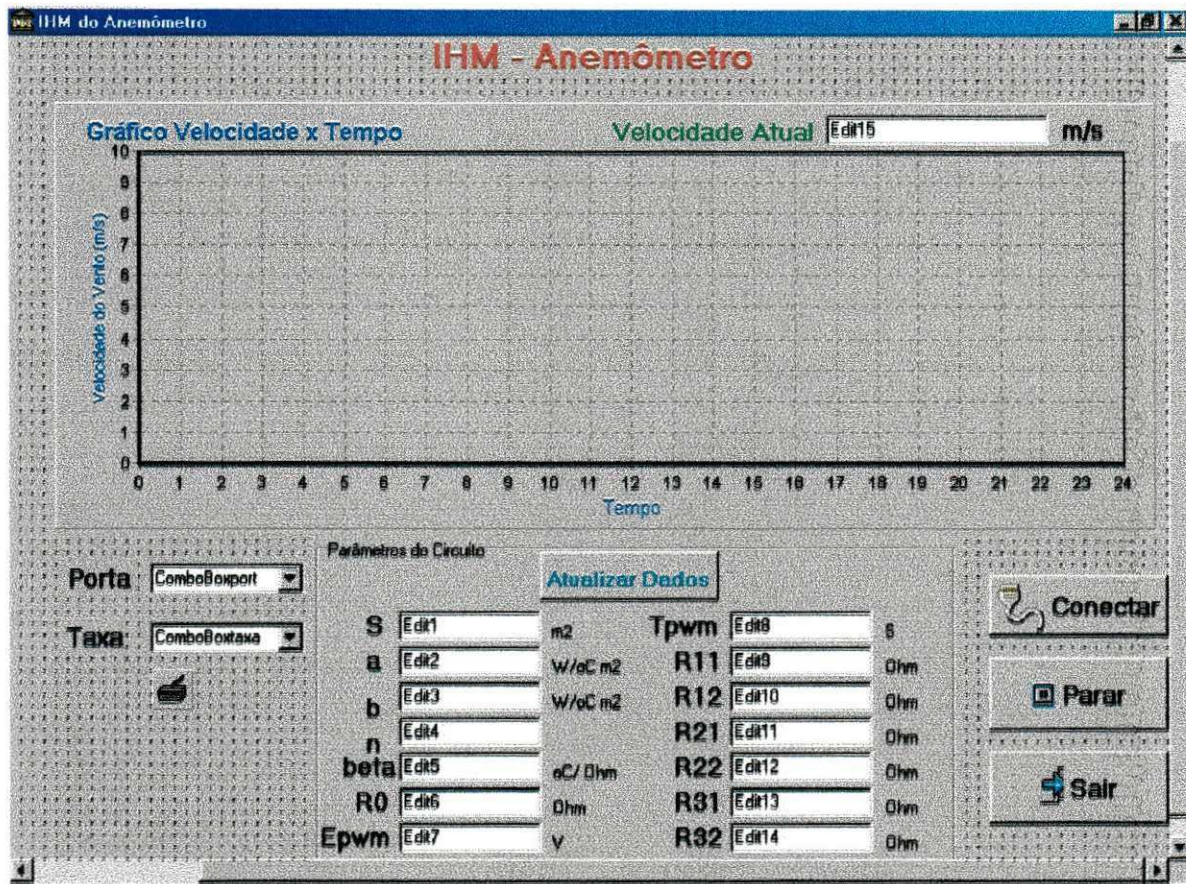 IHM do Anemômetro
IHM - Anemômetro
Gráfico Velocidade x Tempo
Velocidade Atual Edit15 m/s
Velocidade do Vento (m/s)
10
9
8
7
6
5
4
3
2
1
0
0 1 2 3 4 5 6 7 8 9 10 11 12 13 14 15 16 17 18 19 20 21 22 23 24
Tempo
Porta ComboBoxport
Taxa: ComboBoxtaxa
Parâmetros do Circuito
Atualizar Dados
S Edit1 m2
a Edit2 W/oC m2
b Edit3 W/oC m2
n Edit4
beta Edit5 oC/ Ohm
R0 Edit6 Ohm
Epwm Edit7 V
Tpwm Edit8 s
R11 Edit9 Ohm
R12 Edit10 Ohm
R21 Edit11 Ohm
R22 Edit12 Ohm
R31 Edit13 Ohm
R32 Edit14 Ohm
Conectar
Parar
Sair